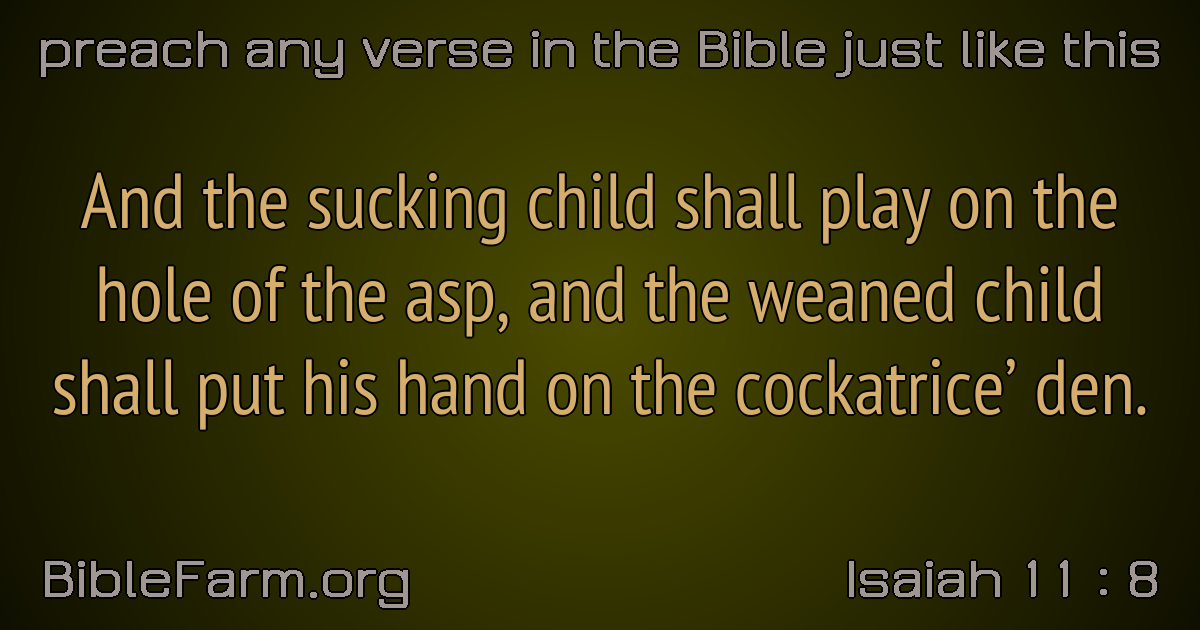 preach any verse in the Bible just like this
And the sucking child shall play on the
hole of the asp, and the weaned child
shall put his hand on the cockatrice’ den.
BibleFarm.org
Isaiah 11 : 8